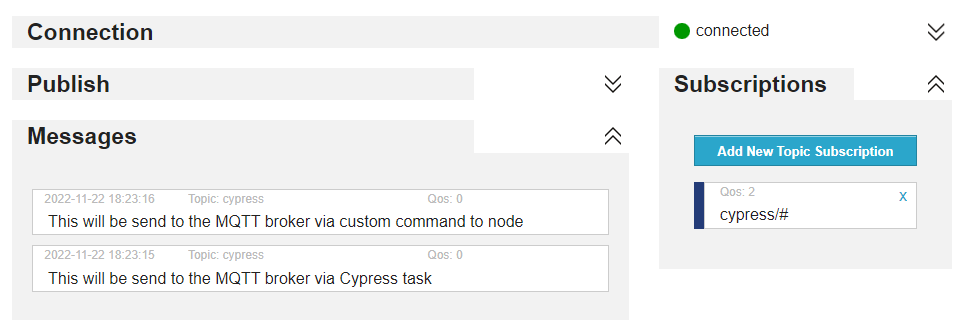 Connection
connected
Publish
Subscriptions
Messages
Add New Topic Subscription
Qos: 2
x
cypress/#
2022-11-22 18:23:16 Topic: cypress Qos: 0
This will be send to the MQTT broker via custom command to node
2022-11-22 18:23:15 Topic: cypress Qos: 0
This will be send to the MQTT broker via Cypress task